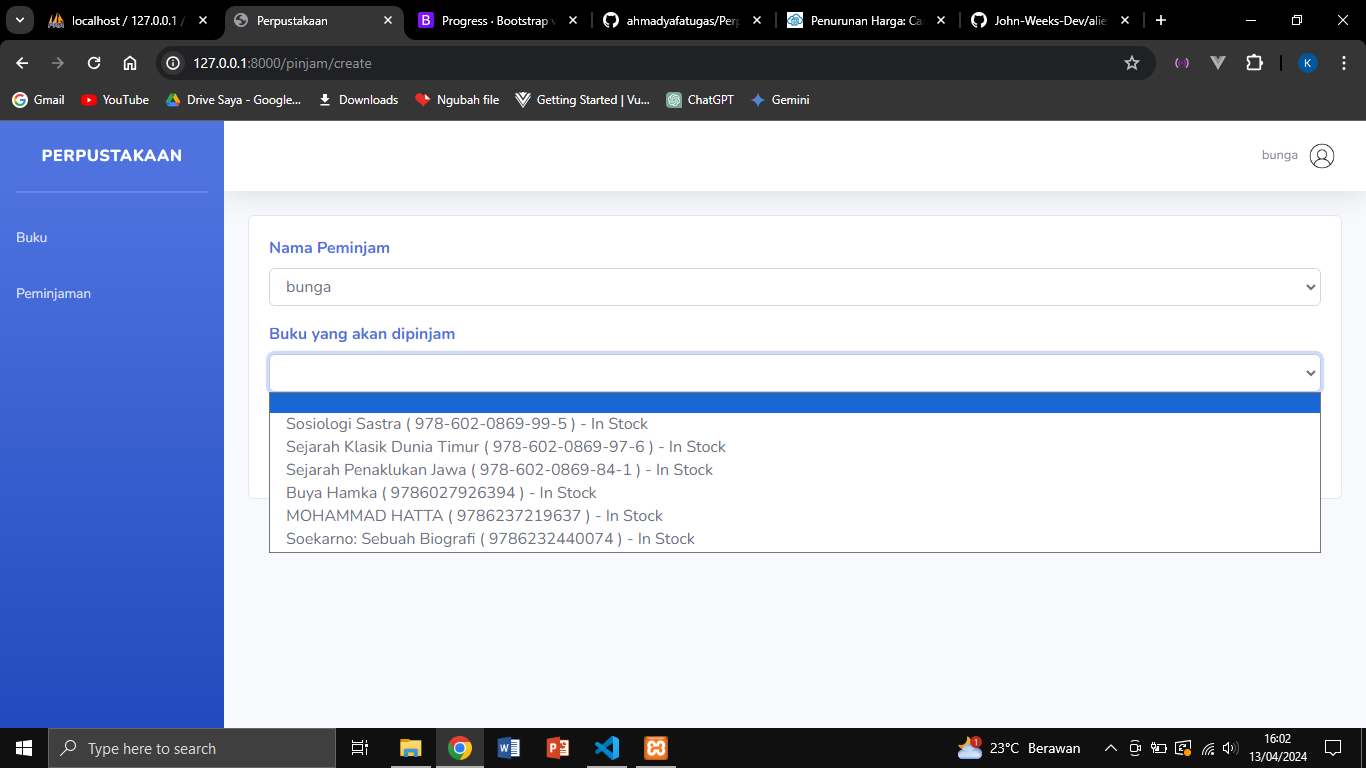 localhost / 127.0.0.1 /
Perpustakaan
Progress · Bootstrap v
ahmadyafatugas/Perp
Penurunan Harga: Ca
John-Weeks-Dev/alie
127.0.0.1:8000/pinjam/create
K
Gmail
YouTube
Drive Saya - Google...
Downloads
Ngubah file
Getting Started | Vu...
ChatGPT
Gemini
PERPUSTAKAAN
bunga
Buku
Peminjaman
Nama Peminjam
bunga
Buku yang akan dipinjam
Sosiologi Sastra ( 978-602-0869-99-5 ) - In Stock
Sejarah Klasik Dunia Timur ( 978-602-0869-97-6 ) - In Stock
Sejarah Penaklukan Jawa ( 978-602-0869-84-1 ) - In Stock
Buya Hamka ( 9786027926394 ) - In Stock
MOHAMMAD HATTA ( 9786237219637 ) - In Stock
Soekarno: Sebuah Biografi ( 9786232440074 ) - In Stock
Type here to search
1
23°C Berawan
16:02
13/04/2024